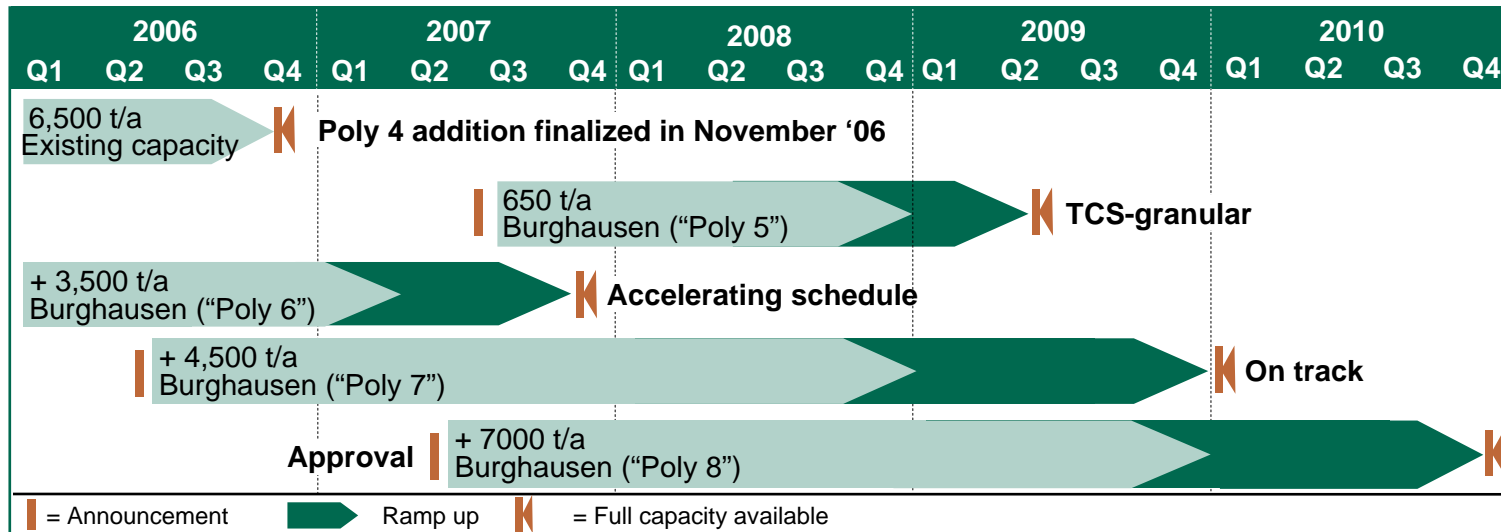 2006 2007 2008 2009 2010
Q1 Q2 Q3 Q4 Q1 Q2 Q3 Q4 Q1 Q2 Q3 Q4 Q1 Q2 Q3 Q4 Q1 Q2 Q3 Q4
6,500 t/a
Existing capacity
Poly 4 addition finalized in November ‘06
650 t/a
Burghausen (“Poly 5”)
TCS-granular
+ 3,500 t/a
Burghausen (“Poly 6”)
Accelerating schedule
+ 4,500 t/a
Burghausen (“Poly 7”)
On track
Approval
+ 7000 t/a
Burghausen (“Poly 8”)
= Announcement Ramp up = Full capacity available